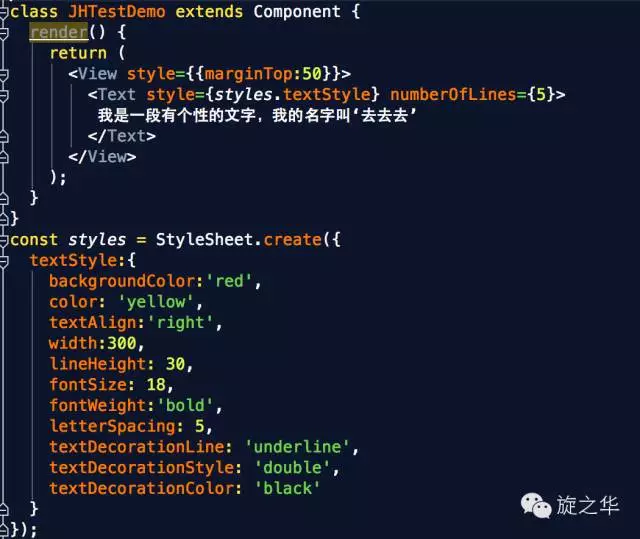 class JHTestDemo extends Component {
render() {
return (
<View style={{marginTop:50}}>
<Text style={styles.textStyle} numberOfLines={5}>
我是一段有个性的文字，我的名字叫‘去去去’
</Text>
</View>
);
}
}
const styles = StyleSheet.create({
textStyle:{
backgroundColor:'red',
color: 'yellow',
textAlign:'right',
width:300,
lineHeight: 30,
fontSize: 18,
fontWeight:'bold',
letterSpacing: 5,
textDecorationLine: 'underline',
textDecorationStyle: 'double',
textDecorationColor: 'black'
}
});
旋之华